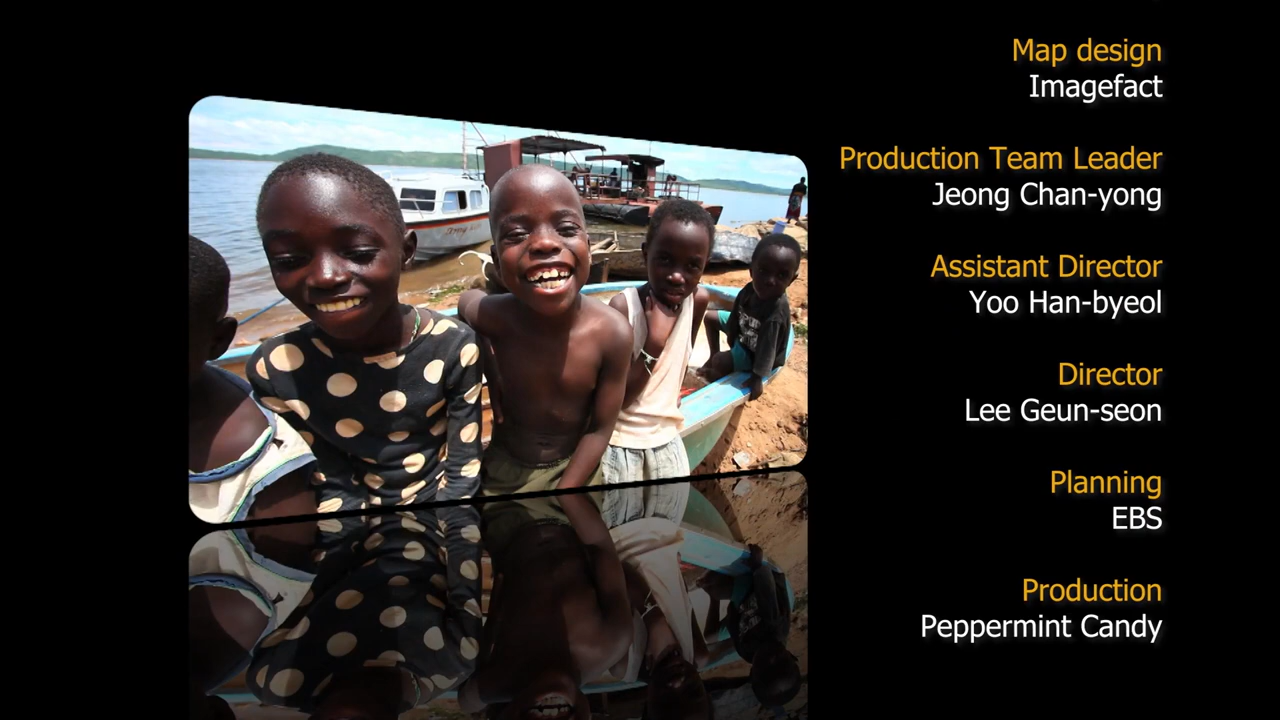 Map design
Imagefact
Production Team Leader
Jeong Chan-yong
Assistant Director
Yoo Han-byeol
Director
Lee Geun-seon
Planning
EBS
Production
Peppermint Candy